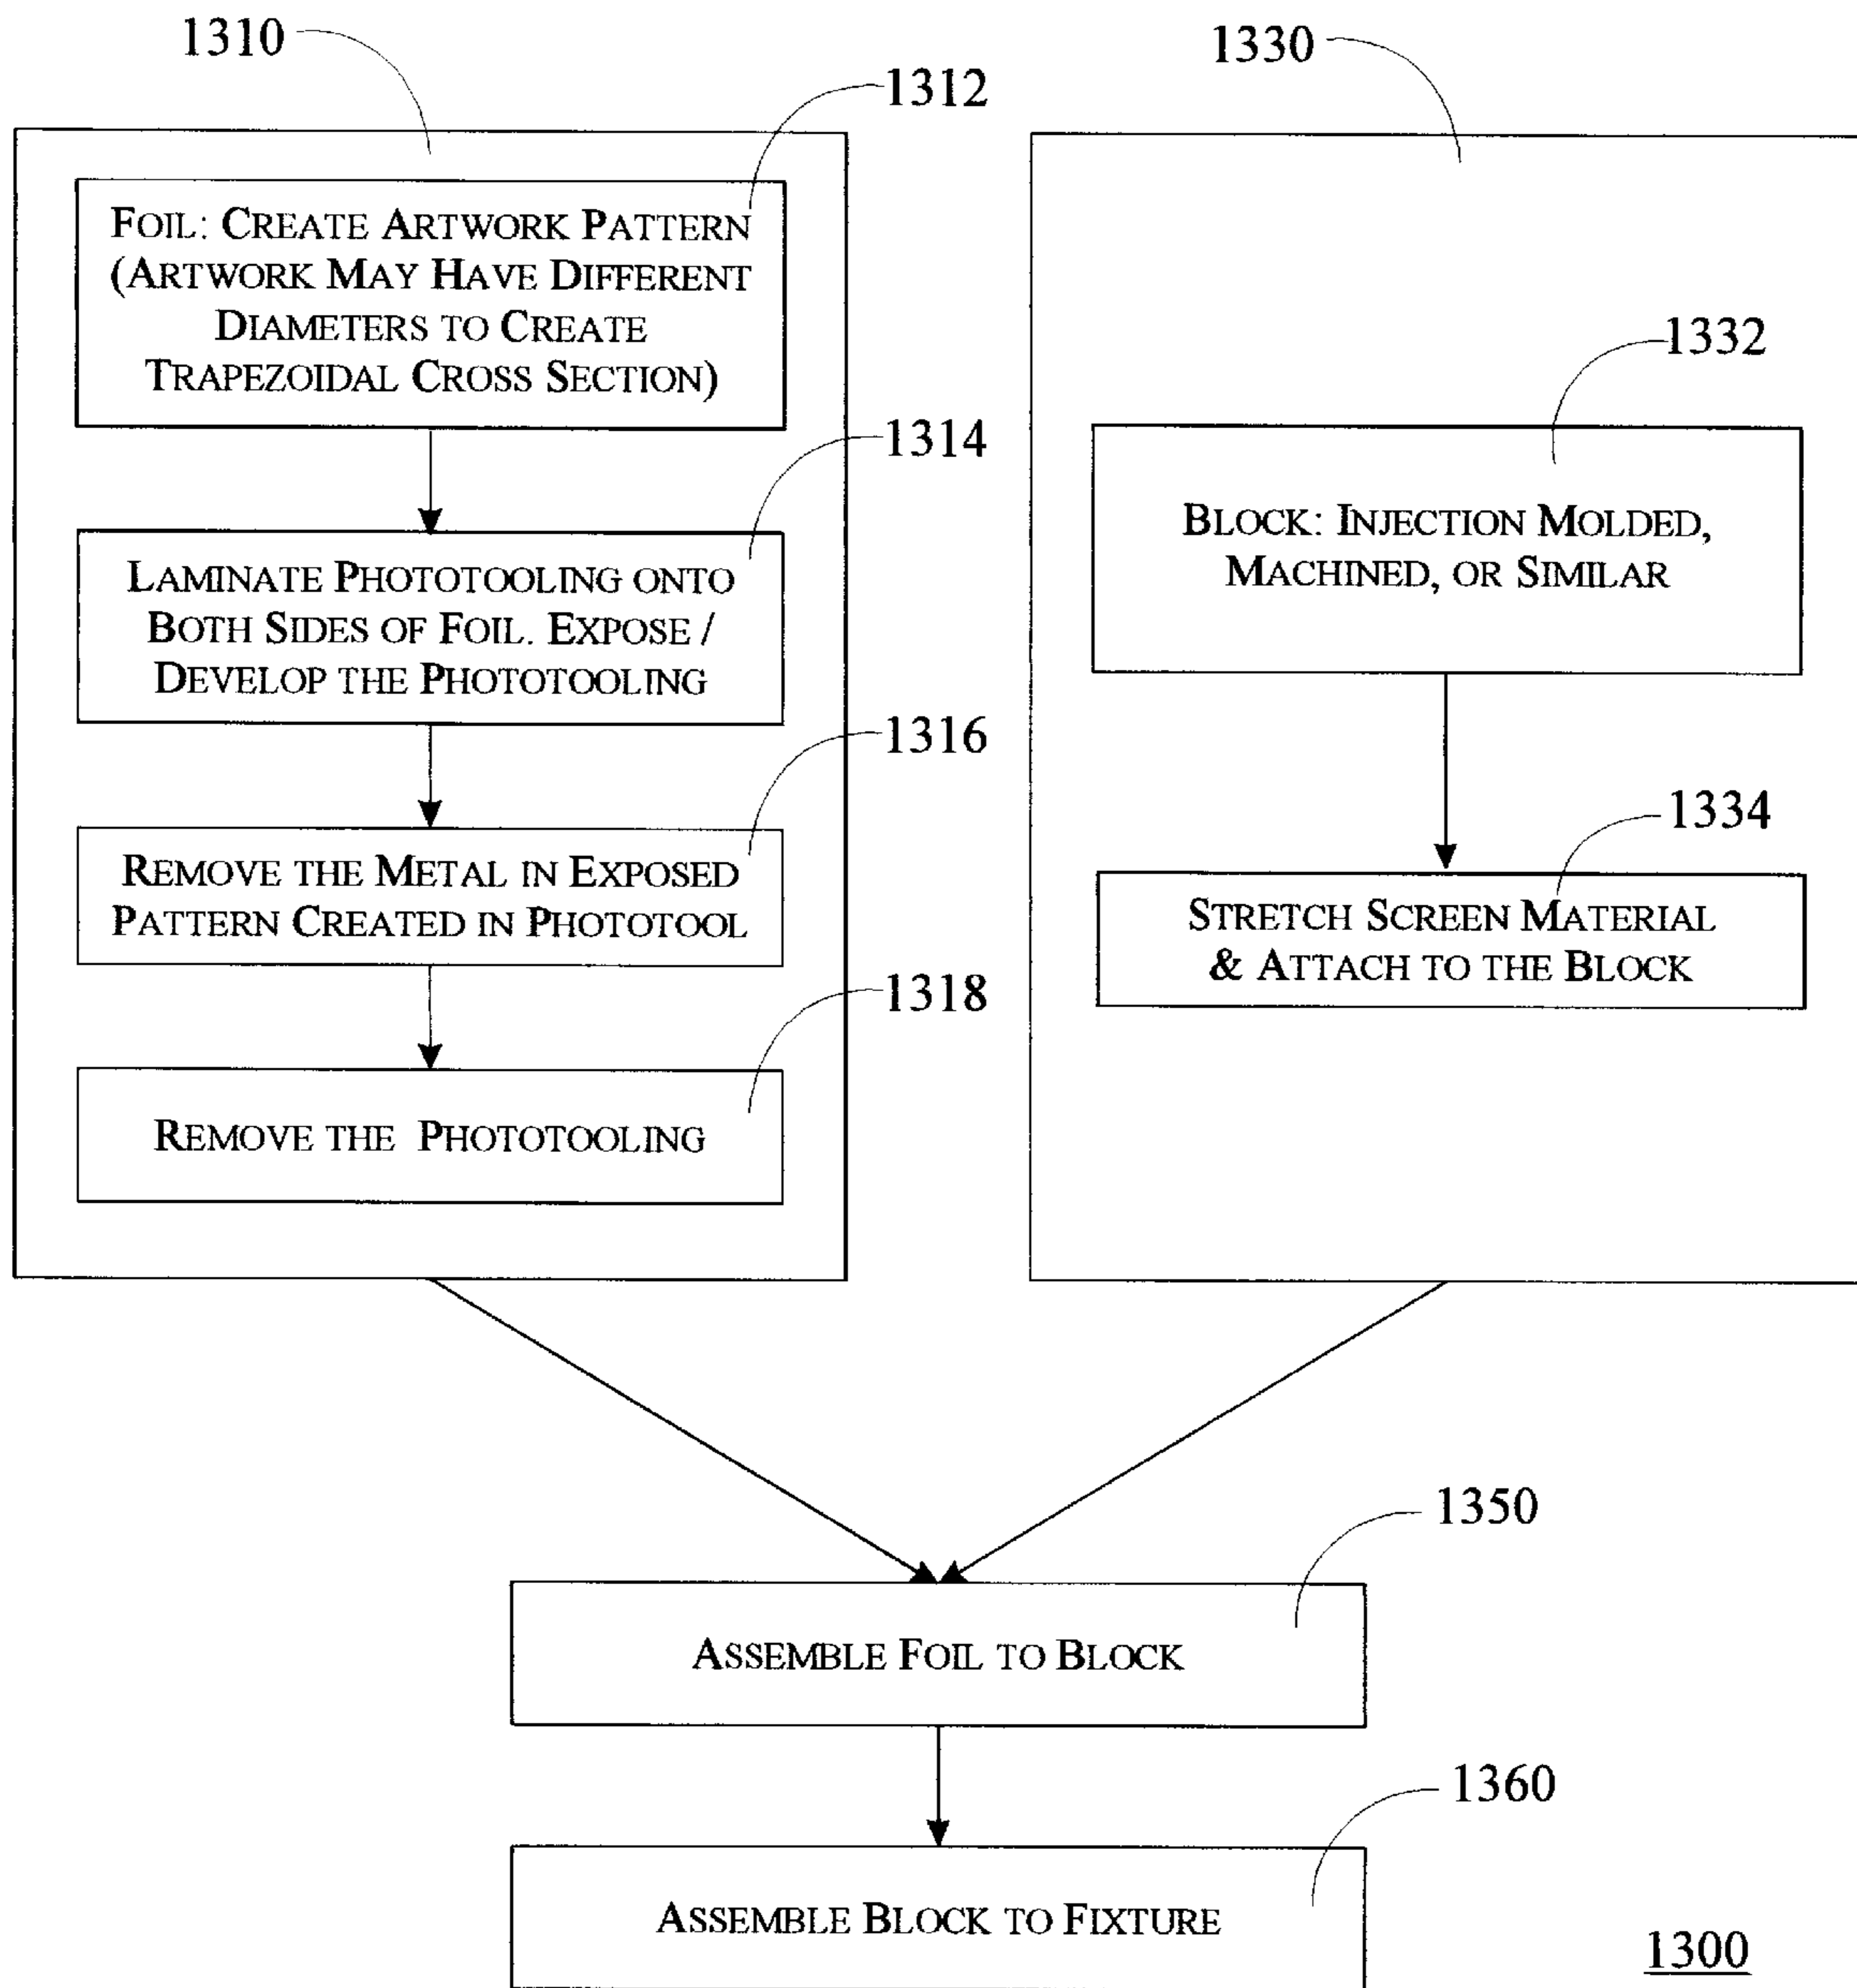 1310
1312
FOIL: CREATE ARTWORK PATTERN
(ARTWORK MAY HAVE DIFFERENT
DIAMETERS TO CREATE
TRAPEZOIDAL CROSS SECTION)
1314
LAMINATE PHOTOTOOLING ONTO
BOTH SIDES OF FOIL. EXPOSE /
DEVELOP THE PHOTOTOOLING
1316
REMOVE THE METAL IN EXPOSED
PATTERN CREATED IN PHOTOTOOL
1318
REMOVE THE PHOTOTOOLING
1330
1332
BLOCK: INJECTION MOLDED,
MACHINED, OR SIMILAR
1334
STRETCH SCREEN MATERIAL
& ATTACH TO THE BLOCK
1350
ASSEMBLE FOIL TO BLOCK
1360
ASSEMBLE BLOCK TO FIXTURE
1300